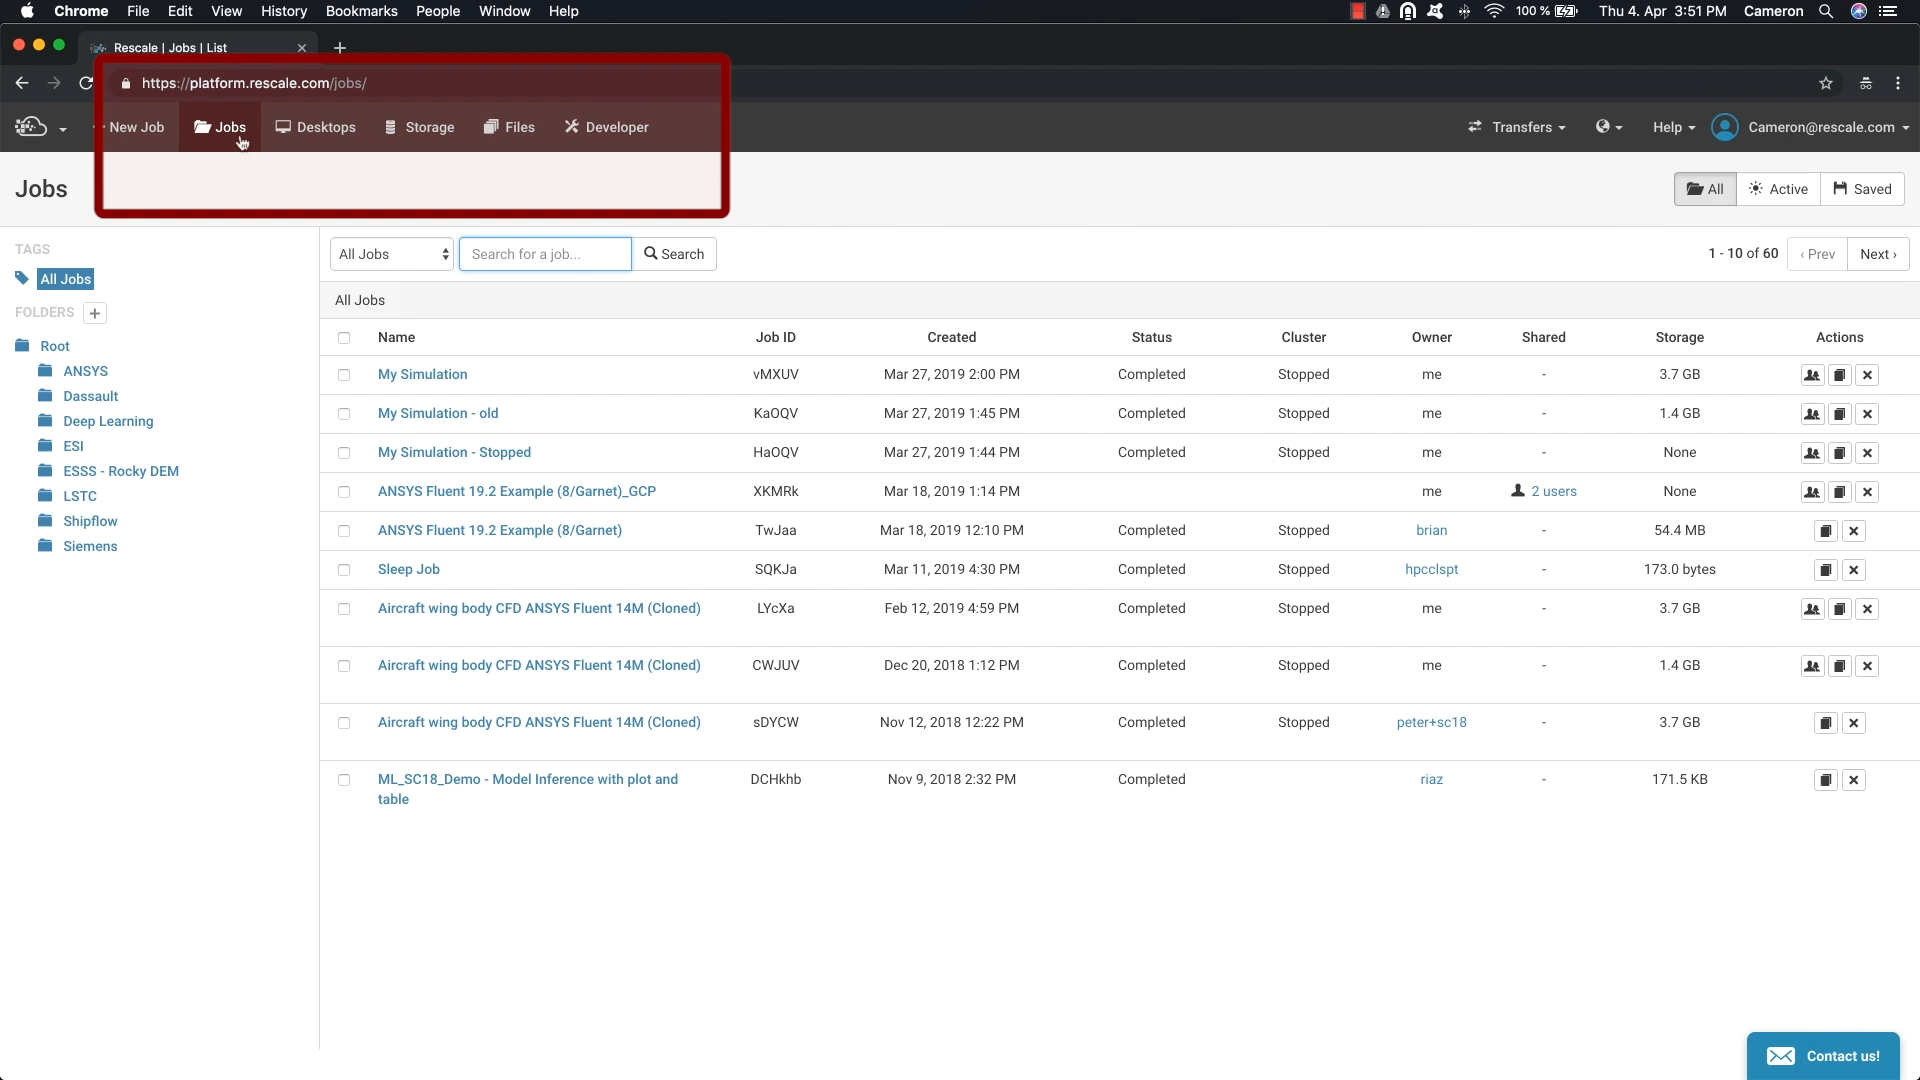 Chrome File Edit View History Bookmarks People Window Help 100 % Thu 4. Apr 3:51 PM Cameron
Rescale | Jobs | List
https://platform.rescale.com/jobs/
New Job Jobs Desktops Storage Files Developer Transfers Help Cameron@rescale.com
Jobs All Active Saved
TAGS
All Jobs
FOLDERS
Root
ANSYS
Dassault
Deep Learning
ESI
ESSS - Rocky DEM
LSTC
Shipflow
Siemens
All Jobs Search for a job... Search 1 - 10 of 60 ‹ Prev Next ›
All Jobs
Name Job ID Created Status Cluster Owner Shared Storage Actions
My Simulation vMXUV Mar 27, 2019 2:00 PM Completed Stopped me - 3.7 GB
My Simulation - old KaOQV Mar 27, 2019 1:45 PM Completed Stopped me - 1.4 GB
My Simulation - Stopped HaOQV Mar 27, 2019 1:44 PM Completed Stopped me - None
ANSYS Fluent 19.2 Example (8/Garnet)_GCP XKMRk Mar 18, 2019 1:14 PM me 2 users None
ANSYS Fluent 19.2 Example (8/Garnet) TwJaa Mar 18, 2019 12:10 PM Completed Stopped brian - 54.4 MB
Sleep Job SQKJa Mar 11, 2019 4:30 PM Completed Stopped hpcclspt - 173.0 bytes
Aircraft wing body CFD ANSYS Fluent 14M (Cloned) LYcXa Feb 12, 2019 4:59 PM Completed Stopped me - 3.7 GB
Aircraft wing body CFD ANSYS Fluent 14M (Cloned) CWJUV Dec 20, 2018 1:12 PM Completed Stopped me - 1.4 GB
Aircraft wing body CFD ANSYS Fluent 14M (Cloned) sDYCW Nov 12, 2018 12:22 PM Completed Stopped peter+sc18 - 3.7 GB
ML_SC18_Demo - Model Inference with plot and DCHkhb Nov 9, 2018 2:32 PM Completed riaz - 171.5 KB
table
Contact us!